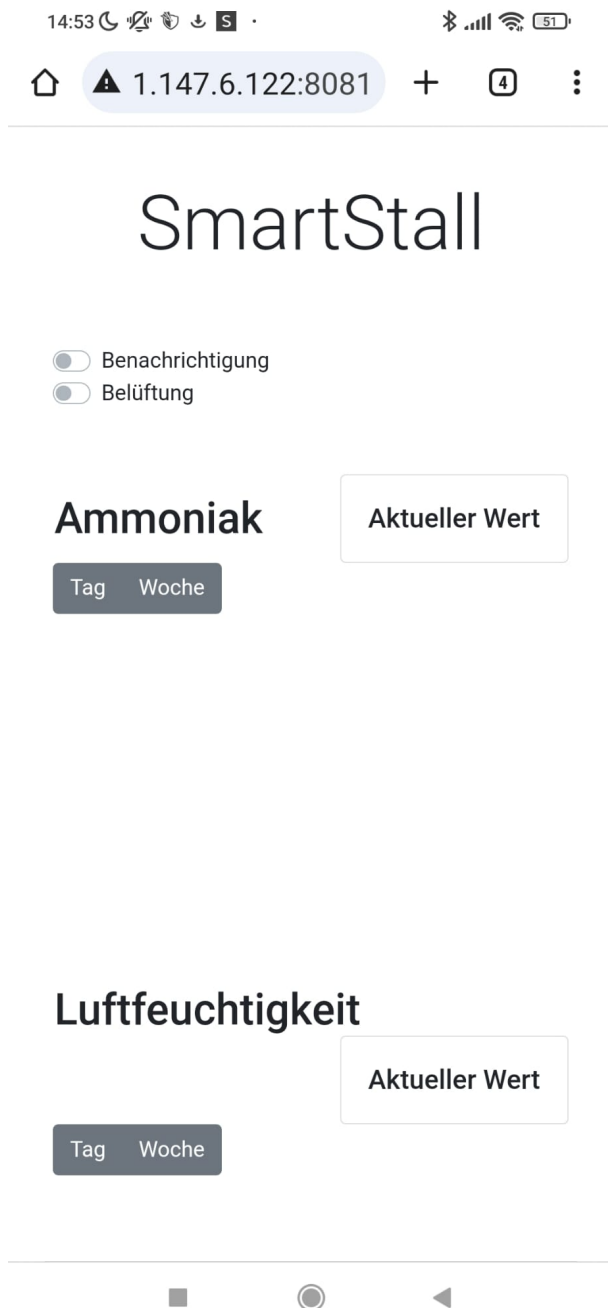 14:53 S
51
1.147.6.122:8081
4
SmartStall
Benachrichtigung
Belüftung
Ammoniak
Aktueller Wert
Tag Woche
Luftfeuchtigkeit
Aktueller Wert
Tag Woche